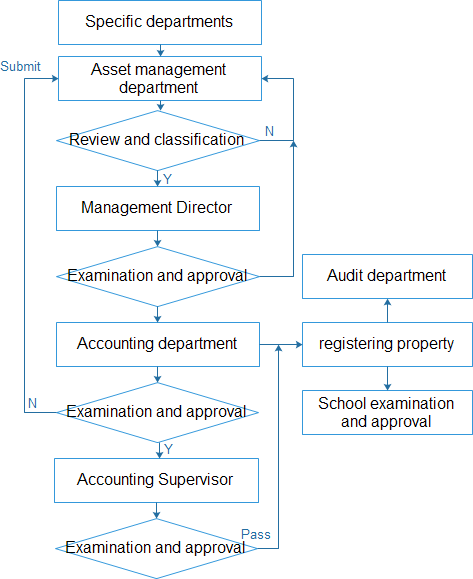 Specific departments
Submit
Asset management
department
N
Review and classification
Y
Management Director
Examination and approval
Audit department
Accounting department
registering property
N
Examination and approval
School examination
and approval
Y
Accounting Supervisor
Pass
Examination and approval